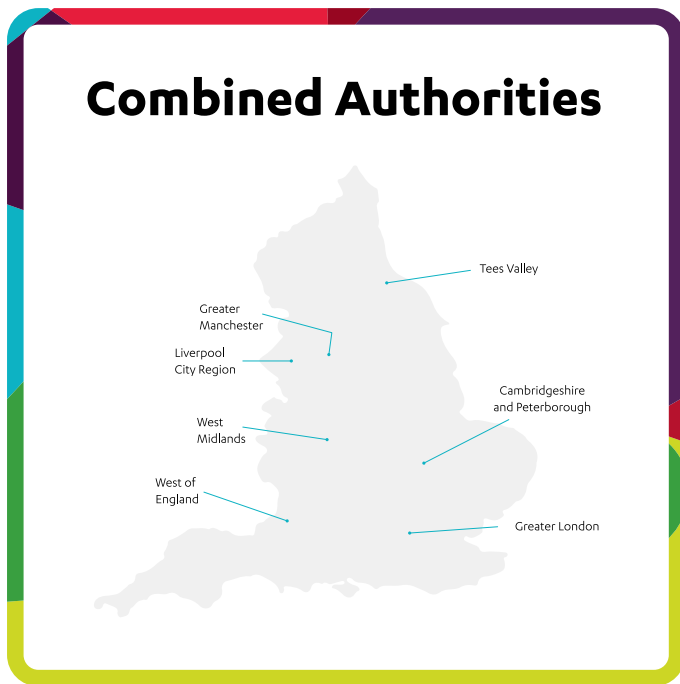 Combined Authorities
Tees Valley
Greater
Manchester
Liverpool
City Region
Cambridgeshire
and Peterborough
West
Midlands
West of
England
Greater London